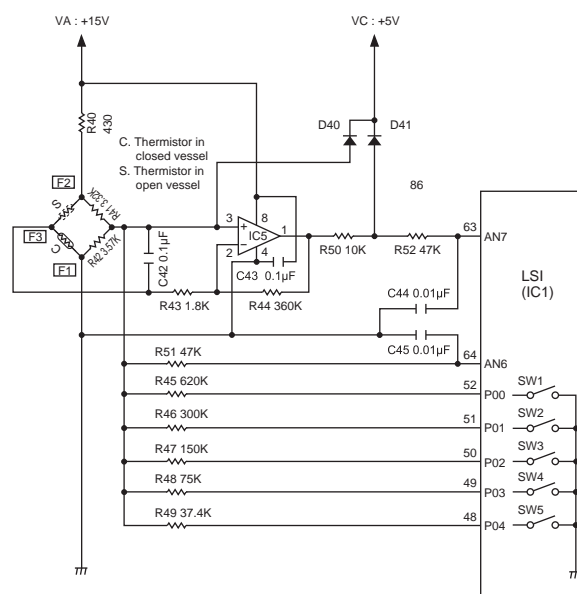 VA : +15V
VC : +5V
R40
430
D40
D41
C. Thermistor in
closed vessel
S. Thermistor in
open vessel
86
F2
S
R41 3.32K
F3
C
R42 3.57K
F1
3
8
1
+
IC5
−
2
4
C42 0.1μF
C43
0.1μF
R50 10K
R52 47K
63
AN7
LSI
(IC1)
R43 1.8K
R44 360K
C44 0.01μF
C45 0.01μF
64
AN6
R51 47K
R45 620K
52
P00
SW1
R46 300K
51
P01
SW2
R47 150K
50
P02
SW3
R48 75K
49
P03
SW4
R49 37.4K
48
P04
SW5